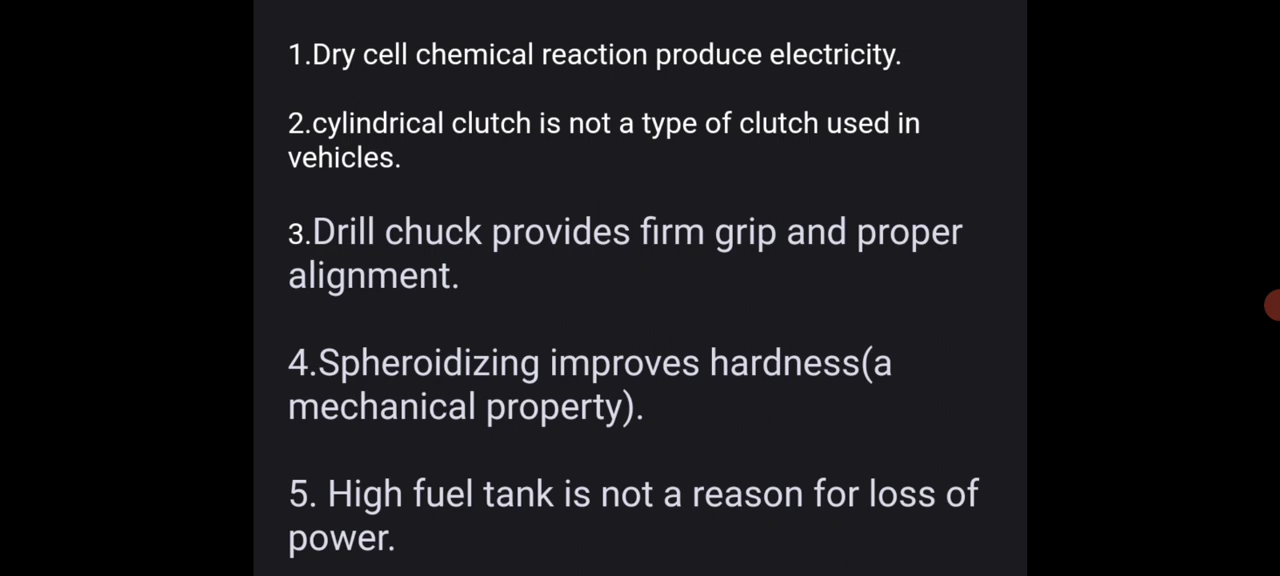 1.Dry cell chemical reaction produce electricity.
2.cylindrical clutch is not a type of clutch used in
vehicles.
3.Drill chuck provides firm grip and proper
alignment.
4.Spheroidizing improves hardness(a
mechanical property).
5. High fuel tank is not a reason for loss of
power.